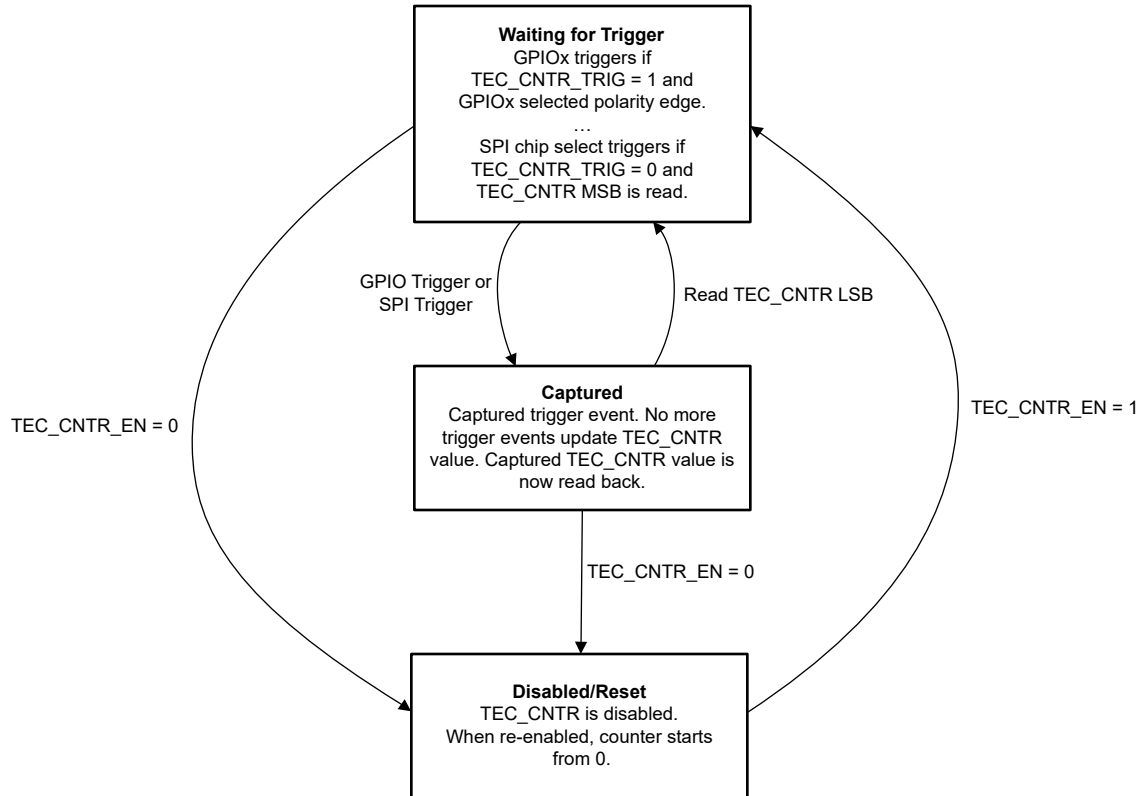 Waiting for Trigger
GPIOx triggers if
TEC_CNTR_TRIG = 1 and
GPIOx selected polarity edge.
…
SPI chip select triggers if
TEC_CNTR_TRIG = 0 and
TEC_CNTR MSB is read.
GPIO Trigger or
SPI Trigger
Read TEC_CNTR LSB
TEC_CNTR_EN = 0
Captured
Captured trigger event. No more
trigger events update TEC_CNTR
value. Captured TEC_CNTR value is
now read back.
TEC_CNTR_EN = 1
TEC_CNTR_EN = 0
Disabled/Reset
TEC_CNTR is disabled.
When re-enabled, counter starts
from 0.